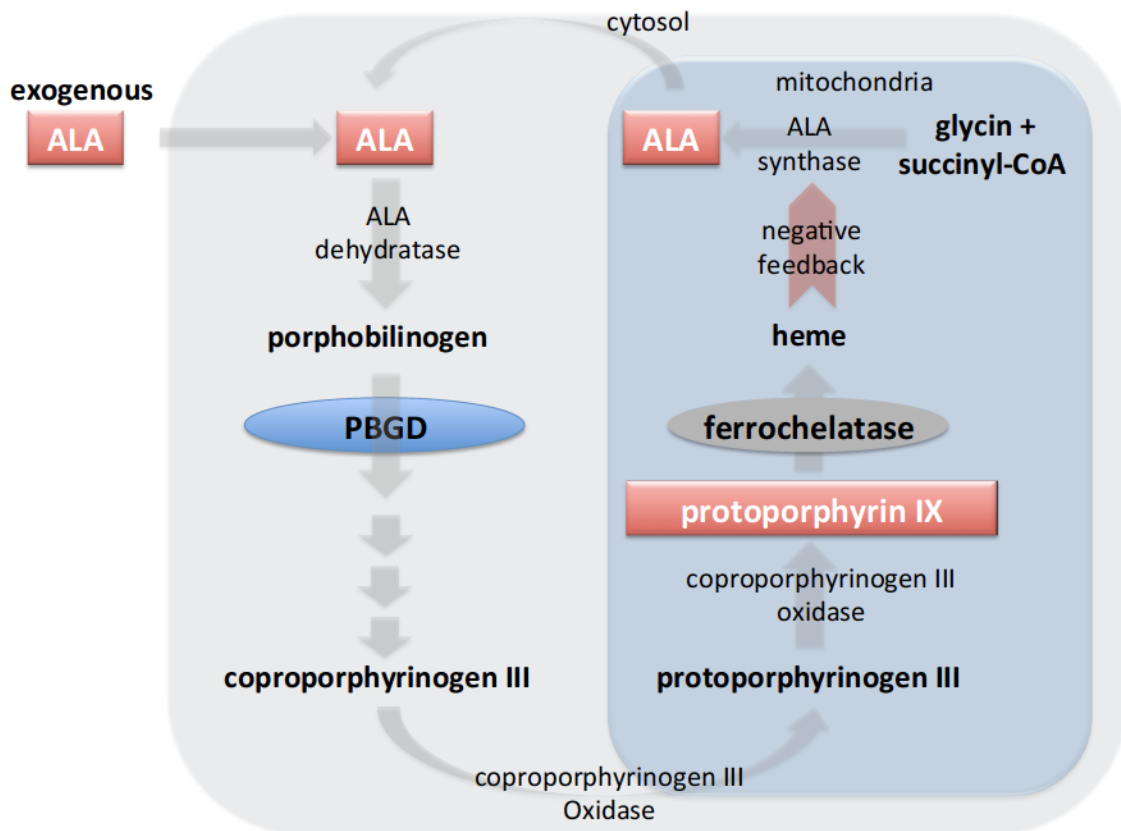 cytosol
exogenous
ALA
ALA
ALA
mitochondria
ALA
synthase
glycin +
succinyl-CoA
ALA
dehydratase
negative
feedback
porphobilinogen
heme
PBGD
ferrochelatase
protoporphyrin IX
coproporphyrinogen III
oxidase
coproporphyrinogen III
protoporphyrinogen III
coproporphyrinogen III
Oxidase